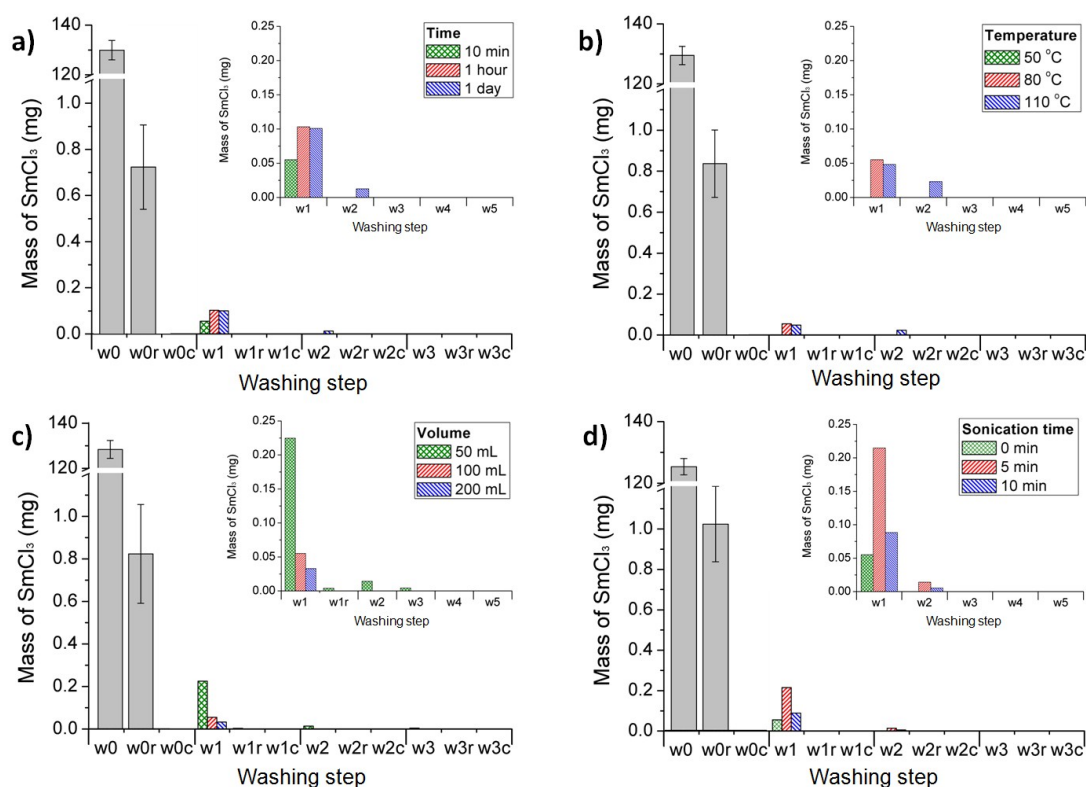 a)
140
130
120
1.0
0.8
0.6
0.4
0.2
0.0
Mass of SmCl₃ (mg)
w0 w0r w0c w1 w1r w1c w2 w2r w2c w3 w3r w3c
Washing step
Time
10 min
1 hour
1 day
0.25
0.20
0.15
0.10
0.05
0.00
Mass of SmCl₃ (mg)
w1 w2 w3 w4 w5
Washing step
b)
140
130
120
1.0
0.8
0.6
0.4
0.2
0.0
Mass of SmCl₃ (mg)
w0 w0r w0c w1 w1r w1c w2 w2r w2c w3 w3r w3c
Washing step
Temperature
50 °C
80 °C
110 °C
0.25
0.20
0.15
0.10
0.05
0.00
Mass of SmCl₃ (mg)
w1 w2 w3 w4 w5
Washing step
c)
140
130
120
1.0
0.8
0.6
0.4
0.2
0.0
Mass of SmCl₃ (mg)
w0 w0r w0c w1 w1r w1c w2 w2r w2c w3 w3r w3c
Washing step
Volume
50 mL
100 mL
200 mL
0.25
0.20
0.15
0.10
0.05
0.00
Mass of SmCl₃ (mg)
w1 w1r w2 w3 w4 w5
Washing step
d)
140
130
120
1.0
0.8
0.6
0.4
0.2
0.0
Mass of SmCl₃ (mg)
w0 w0r w0c w1 w1r w1c w2 w2r w2c w3 w3r w3c
Washing step
Sonication time
0 min
5 min
10 min
0.25
0.20
0.15
0.10
0.05
0.00
Mass of SmCl₃ (mg)
w1 w2 w3 w4 w5
Washing step